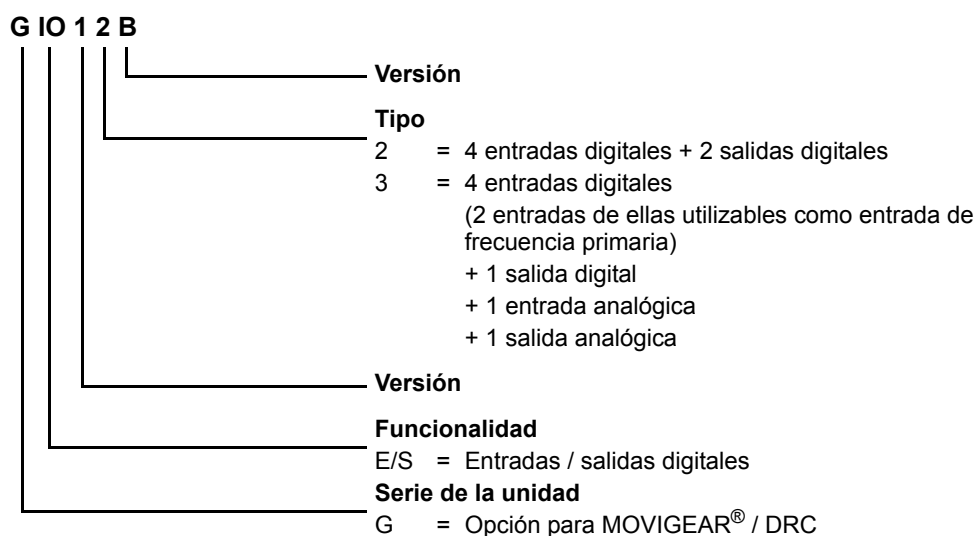 G IO 1 2 B
Versión
Tipo
2 = 4 entradas digitales + 2 salidas digitales
3 = 4 entradas digitales
(2 entradas de ellas utilizables como entrada de
frecuencia primaria)
+ 1 salida digital
+ 1 entrada analógica
+ 1 salida analógica
Versión
Funcionalidad
E/S = Entradas / salidas digitales
Serie de la unidad
G = Opción para MOVIGEAR® / DRC